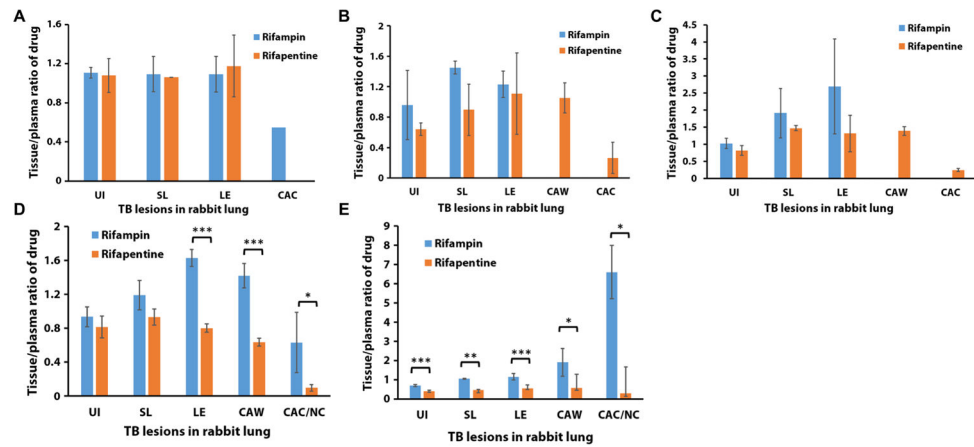 A
Tissue/plasma ratio of drug
1.6
1.2
0.8
0.4
0
Rifampin
Rifapentine
UI SL LE CAC
TB lesions in rabbit lung
B
Tissue/plasma ratio of drug
2
1.6
1.2
0.8
0.4
0
Rifampin
Rifapentine
UI SL LE CAW CAC
TB lesions in rabbit lung
C
Tissue/plasma ratio of drug
4.5
4
3.5
3
2.5
2
1.5
1
0.5
0
Rifampin
Rifapentine
UI SL LE CAW CAC
TB lesions in rabbit lung
D
Tissue/plasma ratio of drug
2
1.6
1.2
0.8
0.4
0
Rifampin
Rifapentine
***
***
*
UI SL LE CAW CAC/NC
TB lesions in rabbit lung
E
Tissue/plasma ratio of drug
9
8
7
6
5
4
3
2
1
0
Rifampin
Rifapentine
***
**
***
*
*
UI SL LE CAW CAC/NC
TB lesions in rabbit lung